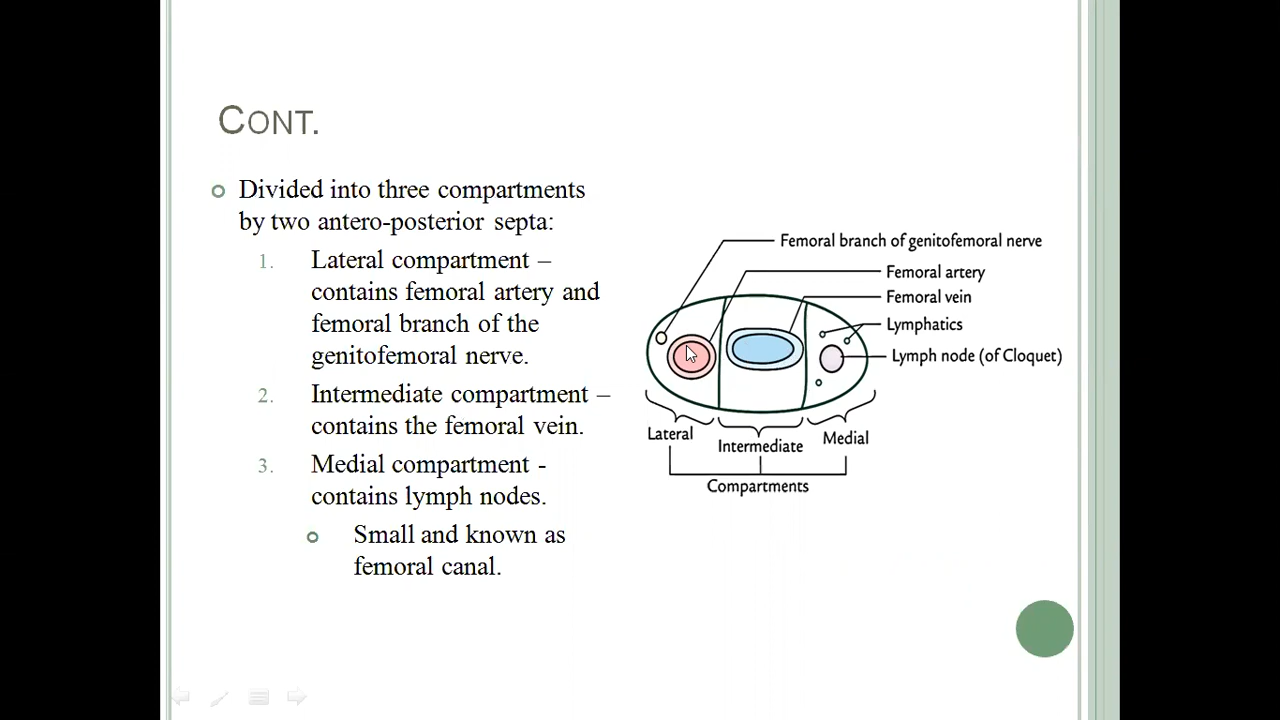 CONT.
Divided into three compartments
by two antero-posterior septa:
1. Lateral compartment –
contains femoral artery and
femoral branch of the
genitofemoral nerve.
2. Intermediate compartment –
contains the femoral vein.
3. Medial compartment -
contains lymph nodes.
Small and known as
femoral canal.
Femoral branch of genitofemoral nerve
Femoral artery
Femoral vein
Lymphatics
Lymph node (of Cloquet)
Lateral
Intermediate
Medial
Compartments